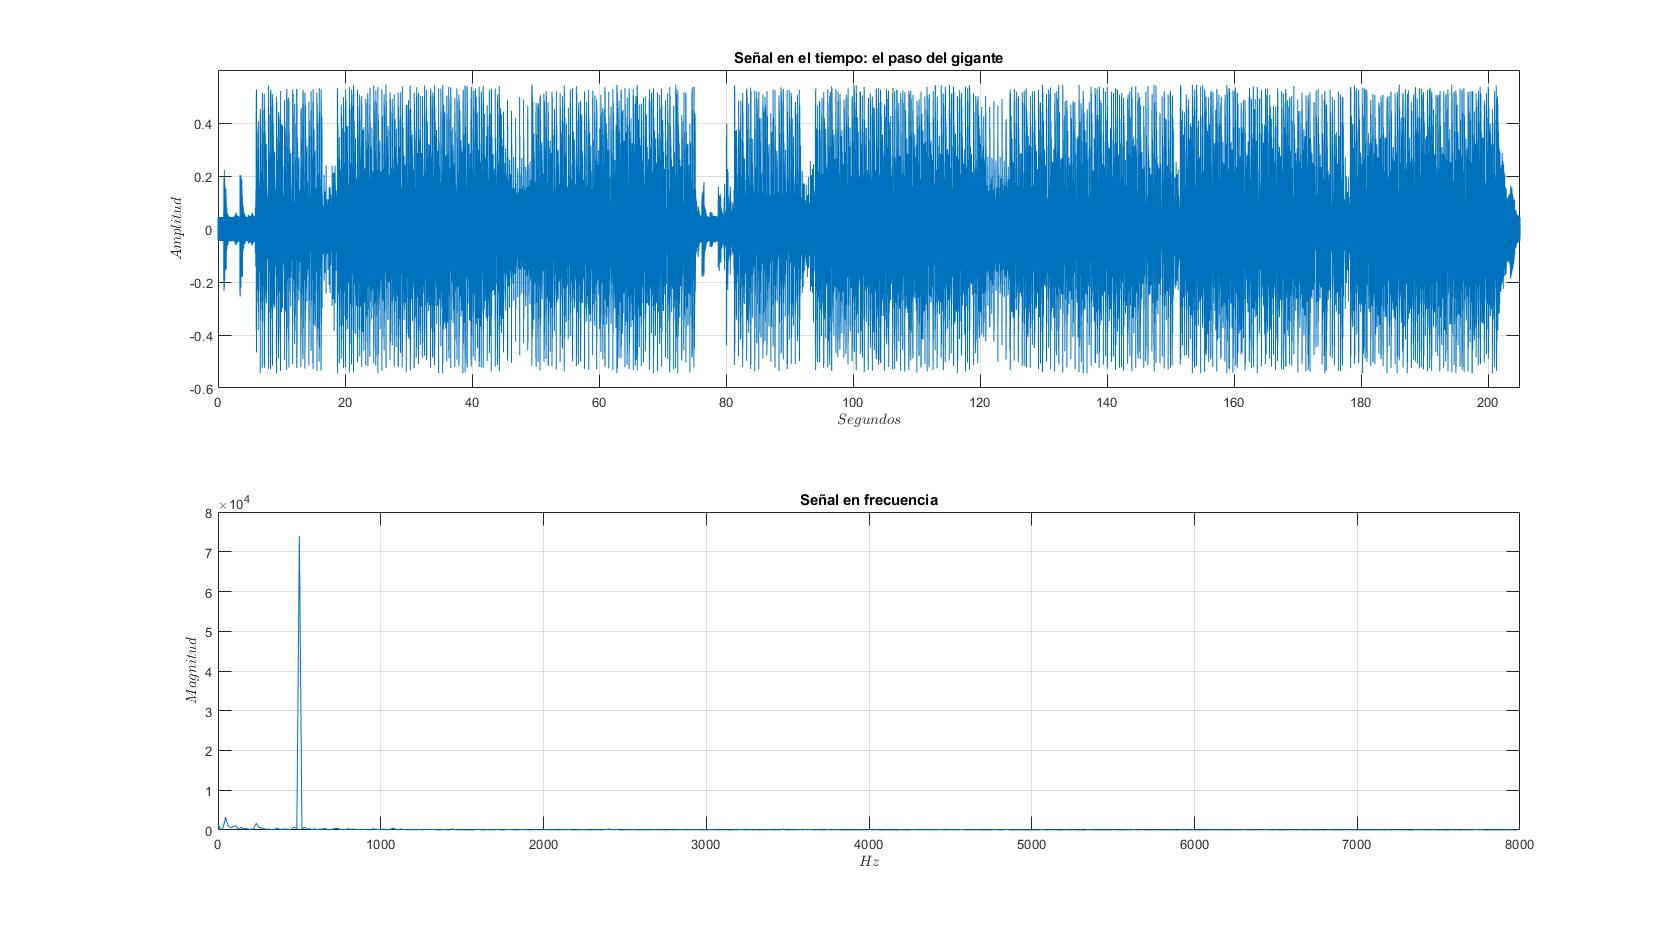 Señal en el tiempo: el paso del gigante
0.4
0.2
0
-0.2
-0.4
-0.6
Amplitud
0 20 40 60 80 100 120 140 160 180 200
Segundos
Señal en frecuencia
×10^4
8
7
6
5
4
3
2
1
0
Magnitud
0 1000 2000 3000 4000 5000 6000 7000 8000
Hz